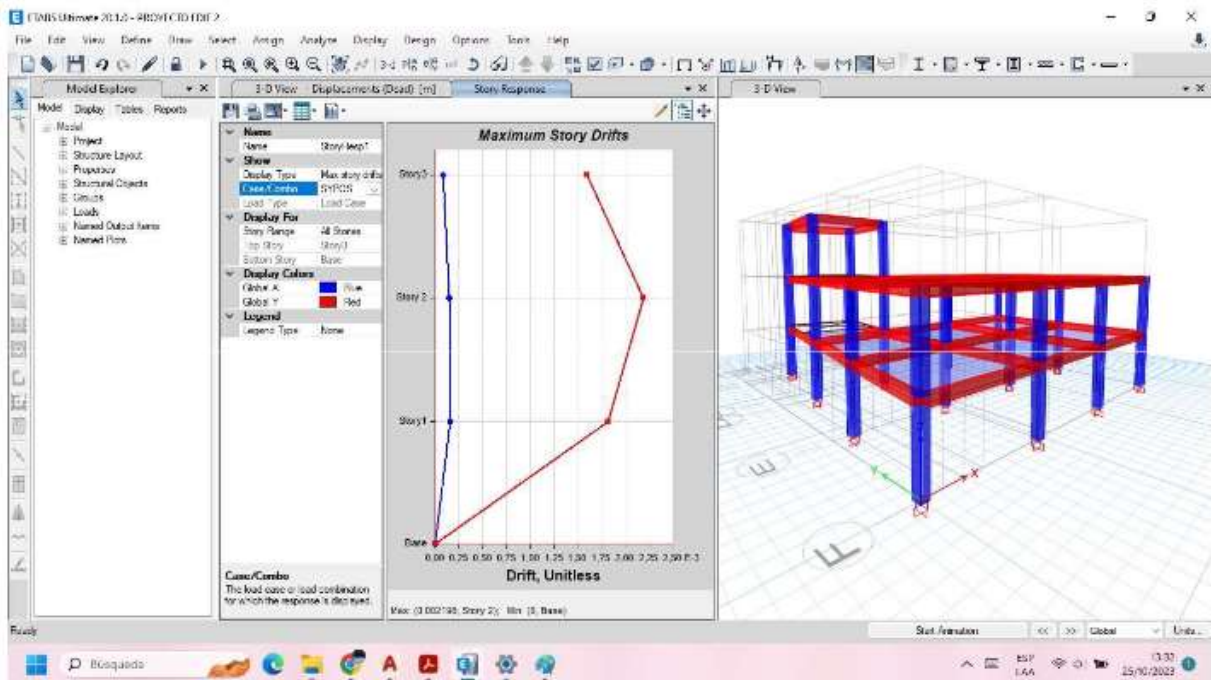 ETABS Ultimate 20.1.0 - PROYECTO EDIF 2
File Edit View Define Draw Select Assign Analyze Display Design Options Tools Help
Model Explorer
3-D View Displacements (Dead) [m]
Story Response
3-D View
Model Display Tables Reports
Model
Project
Structure Layout
Properties
Structural Objects
Groups
Loads
Named Output Items
Named Plots
Name
Name StoryResp1
Show
Display Type Max story drifts
Case/Combo SYPOS
Load Type Load Case
Display For
Story Range All Stories
Top Story Story3
Bottom Story Base
Display Colors
Global X Blue
Global Y Red
Legend
Legend Type None
Case/Combo
The load case or load combination
for which the response is displayed.
Maximum Story Drifts
Story3
Story 2
Story1
Base
0.00 0.25 0.50 0.75 1.00 1.25 1.50 1.75 2.00 2.25 2.50 E-3
Drift, Unitless
Max: (0.002198, Story 2); Min: (0, Base)
X
Y
E
F
Ready
Start Animation << >> Global Units...
Búsqueda
ESP
LAA
13:32
25/10/2023